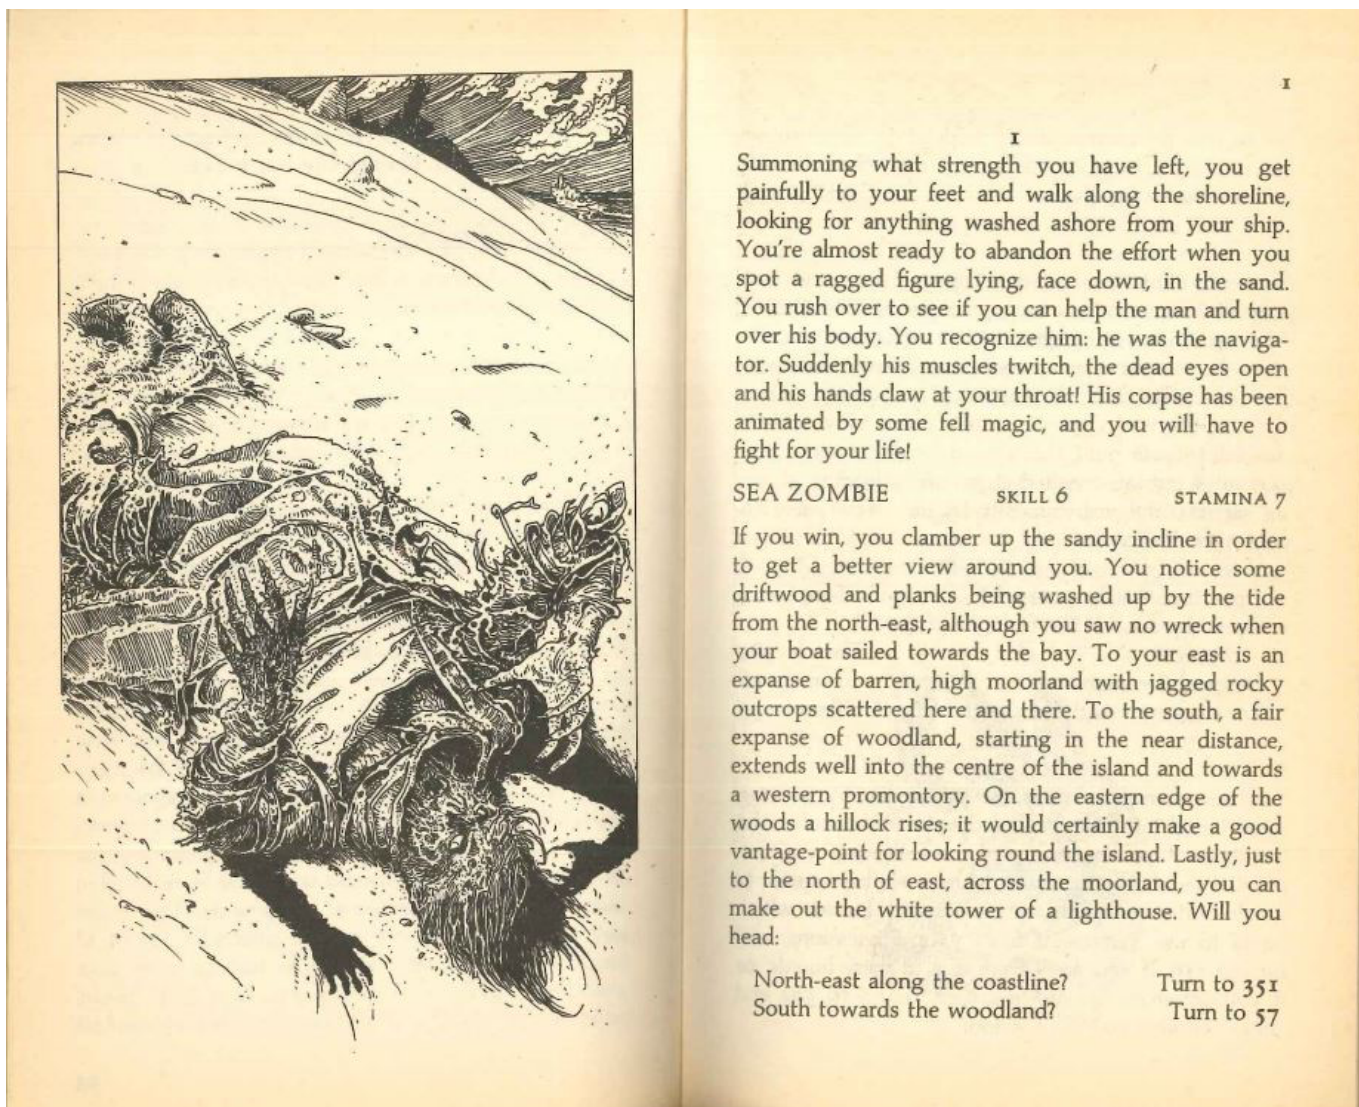 1
1
Summoning what strength you have left, you get
painfully to your feet and walk along the shoreline,
looking for anything washed ashore from your ship.
You're almost ready to abandon the effort when you
spot a ragged figure lying, face down, in the sand.
You rush over to see if you can help the man and turn
over his body. You recognize him: he was the naviga-
tor. Suddenly his muscles twitch, the dead eyes open
and his hands claw at your throat! His corpse has been
animated by some fell magic, and you will have to
fight for your life!
SEA ZOMBIE SKILL 6 STAMINA 7
If you win, you clamber up the sandy incline in order
to get a better view around you. You notice some
driftwood and planks being washed up by the tide
from the north-east, although you saw no wreck when
your boat sailed towards the bay. To your east is an
expanse of barren, high moorland with jagged rocky
outcrops scattered here and there. To the south, a fair
expanse of woodland, starting in the near distance,
extends well into the centre of the island and towards
a western promontory. On the eastern edge of the
woods a hillock rises; it would certainly make a good
vantage-point for looking round the island. Lastly, just
to the north of east, across the moorland, you can
make out the white tower of a lighthouse. Will you
head:
North-east along the coastline? Turn to 351
South towards the woodland? Turn to 57